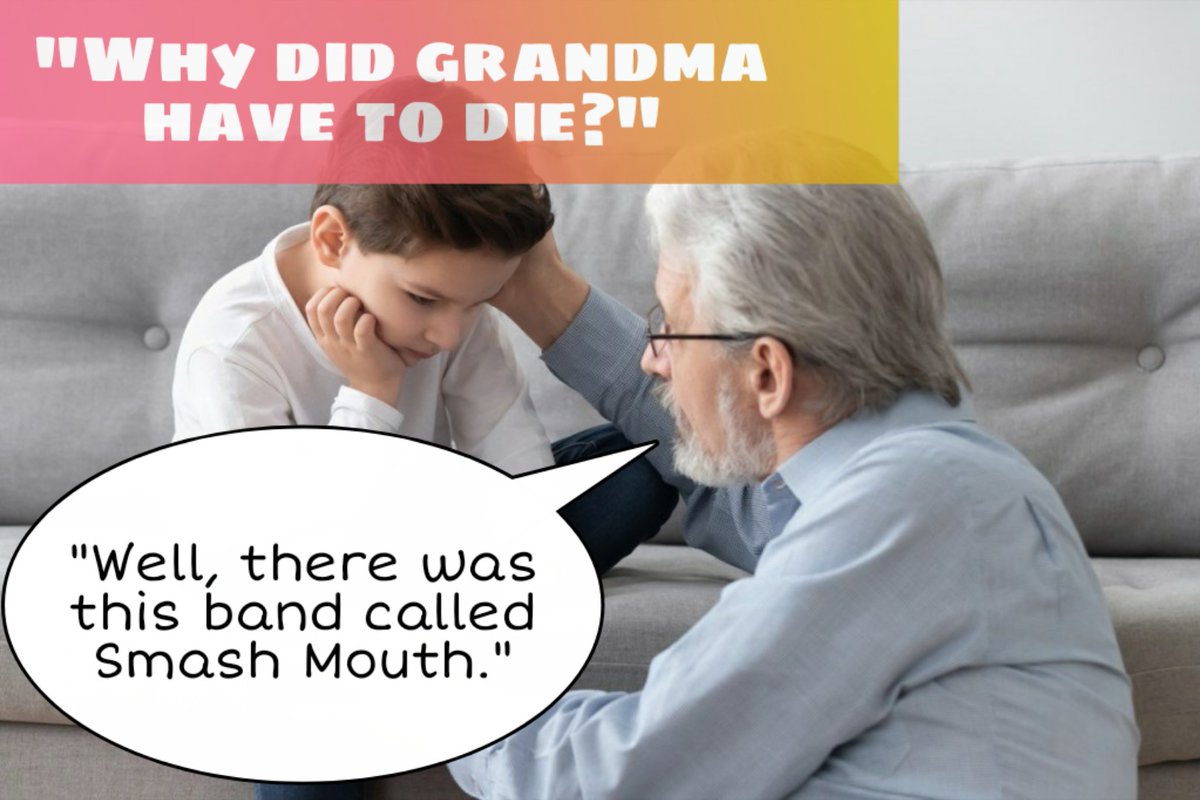 "Why did grandma
have to die?"
"Well, there was
this band called
Smash Mouth."